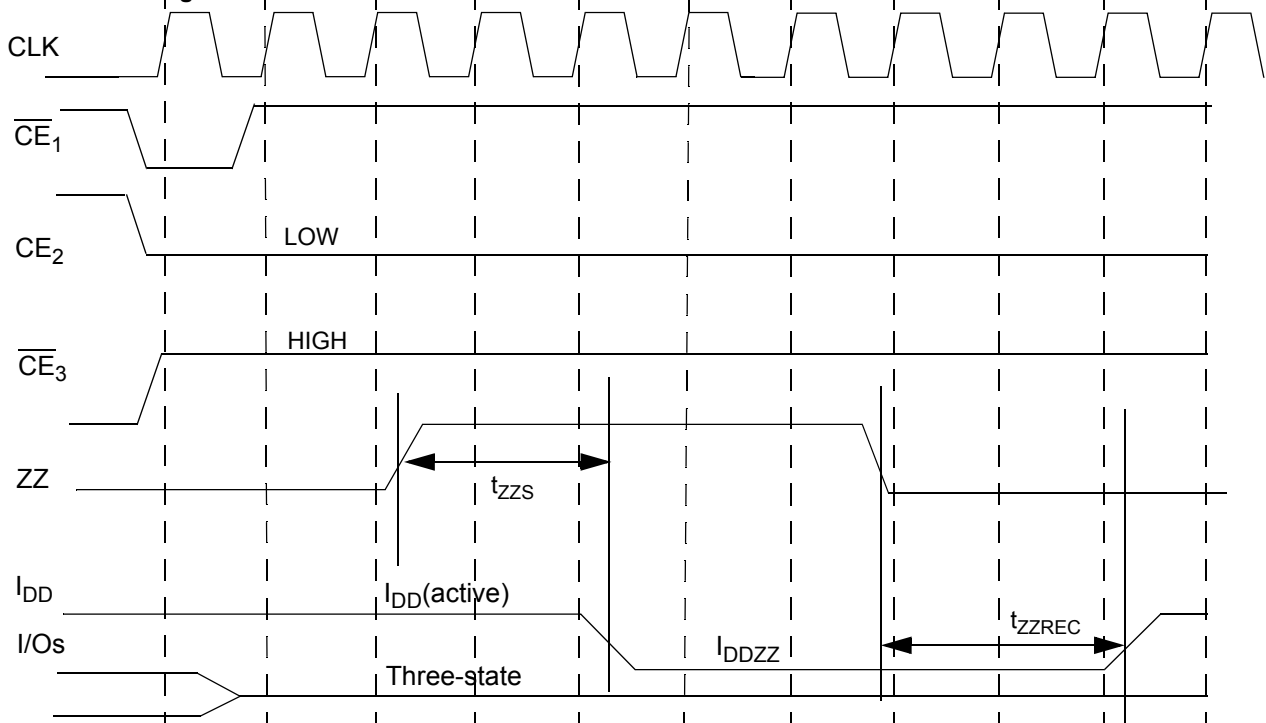 CLK
CE1
CE2
LOW
CE3
HIGH
ZZ
tZZS
IDD
IDD(active)
I/Os
tZZREC
IDDZZ
Three-state